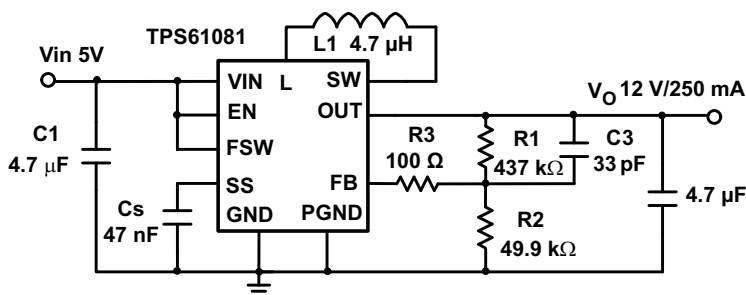 TPS61081
L1 4.7 µH
Vin 5V
VIN L
SW
EN
OUT
FSW
SS
FB
GND
PGND
C1
4.7 μF
Cs
47 nF
R3
100 Ω
R1
437 kΩ
C3
33 pF
R2
49.9 kΩ
VO 12 V/250 mA
4.7 µF